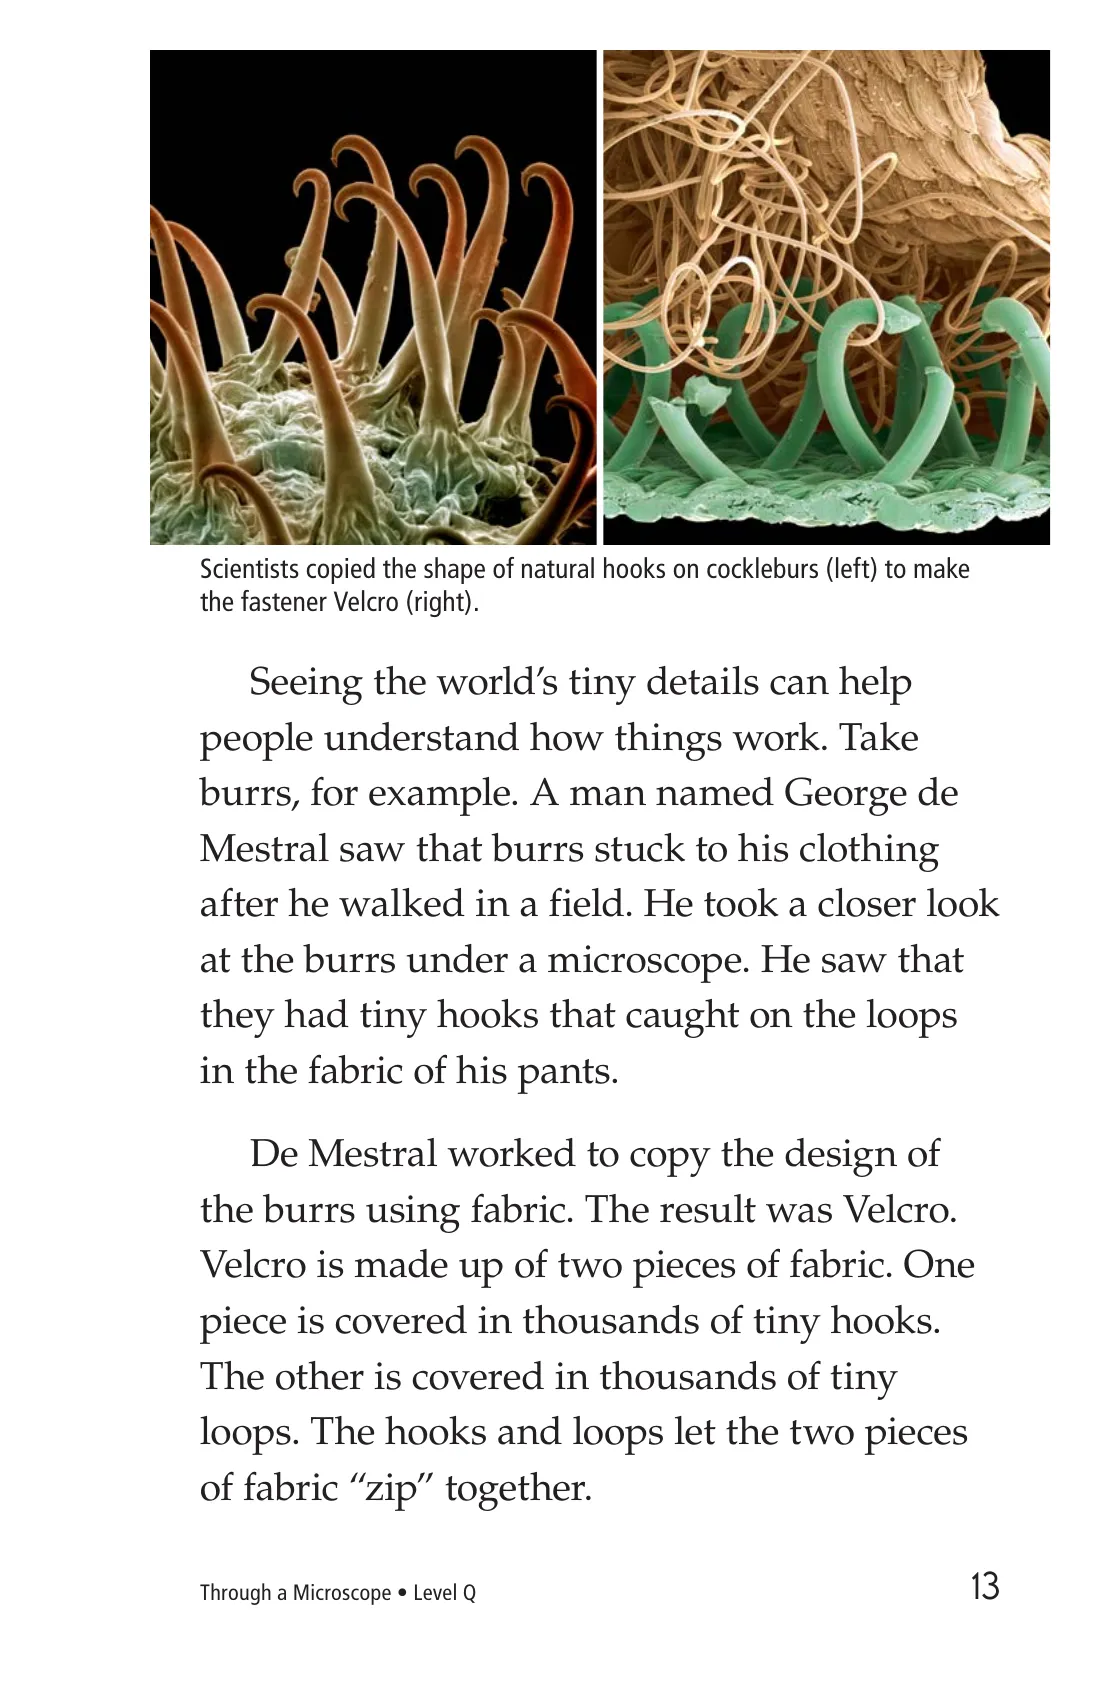 Scientists copied the shape of natural hooks on cockleburs (left) to make
the fastener Velcro (right).
Seeing the world’s tiny details can help
people understand how things work. Take
burrs, for example. A man named George de
Mestral saw that burrs stuck to his clothing
after he walked in a field. He took a closer look
at the burrs under a microscope. He saw that
they had tiny hooks that caught on the loops
in the fabric of his pants.
De Mestral worked to copy the design of
the burrs using fabric. The result was Velcro.
Velcro is made up of two pieces of fabric. One
piece is covered in thousands of tiny hooks.
The other is covered in thousands of tiny
loops. The hooks and loops let the two pieces
of fabric “zip” together.
Through a Microscope • Level Q
13